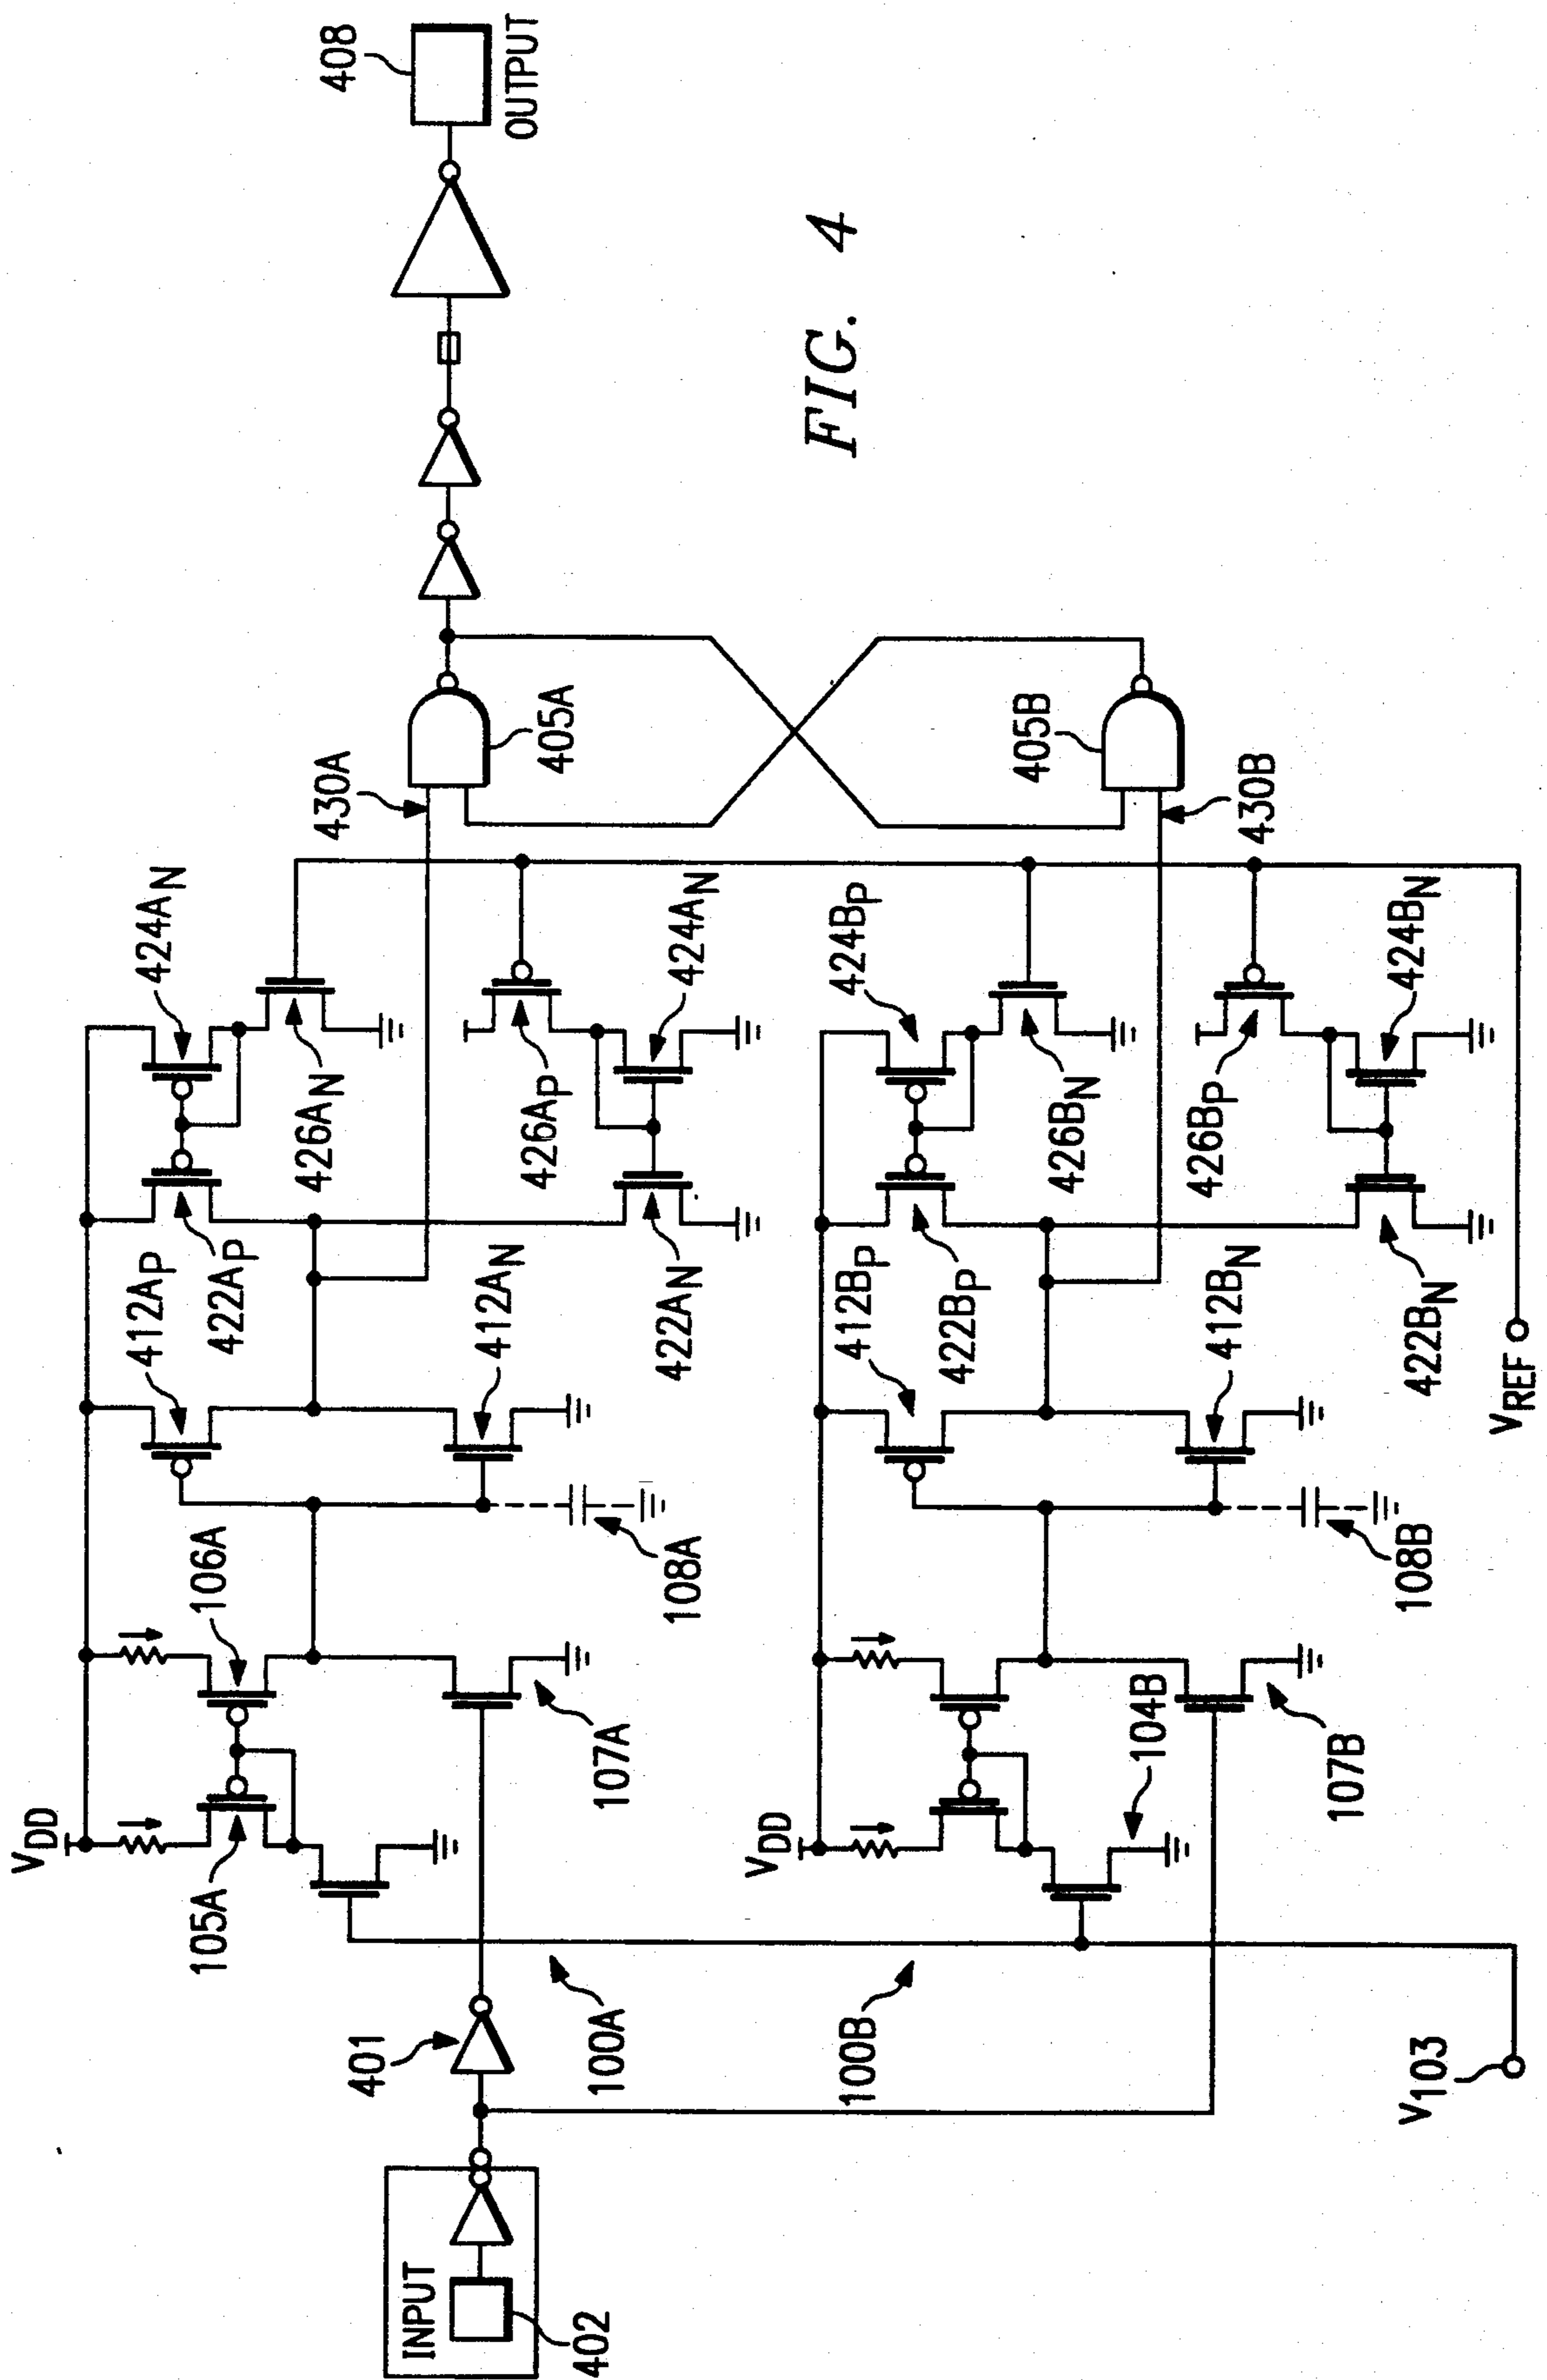 408
OUTPUT
FIG. 4
405A
430A
405B
430B
424AN
426AN
426AP
424AN
424BP
426BN
426BP
424BN
412AP
422AP
412AN
422AN
412BP
422BP
412BN
422BN
VREF
106A
108A
108B
VDD
105A
107A
VDD
104B
107B
401
100A
100B
V103
INPUT
402